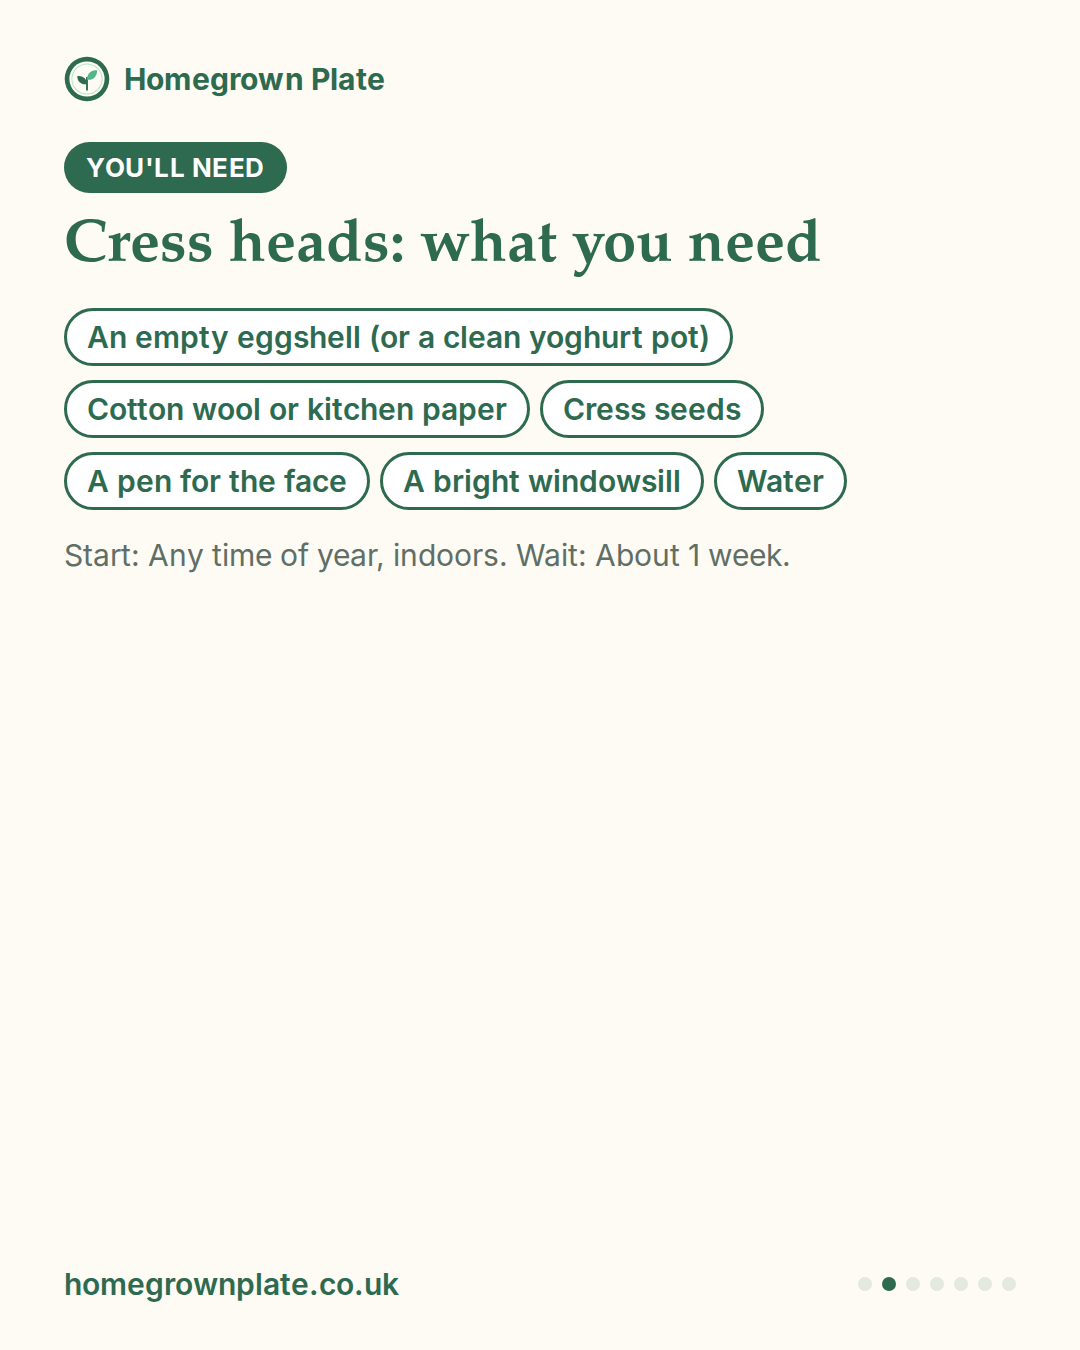 Homegrown Plate
YOU'LL NEED
Cress heads: what you need
An empty eggshell (or a clean yoghurt pot)
Cotton wool or kitchen paper Cress seeds
A pen for the face A bright windowsill Water
Start: Any time of year, indoors. Wait: About 1 week.
homegrownplate.co.uk